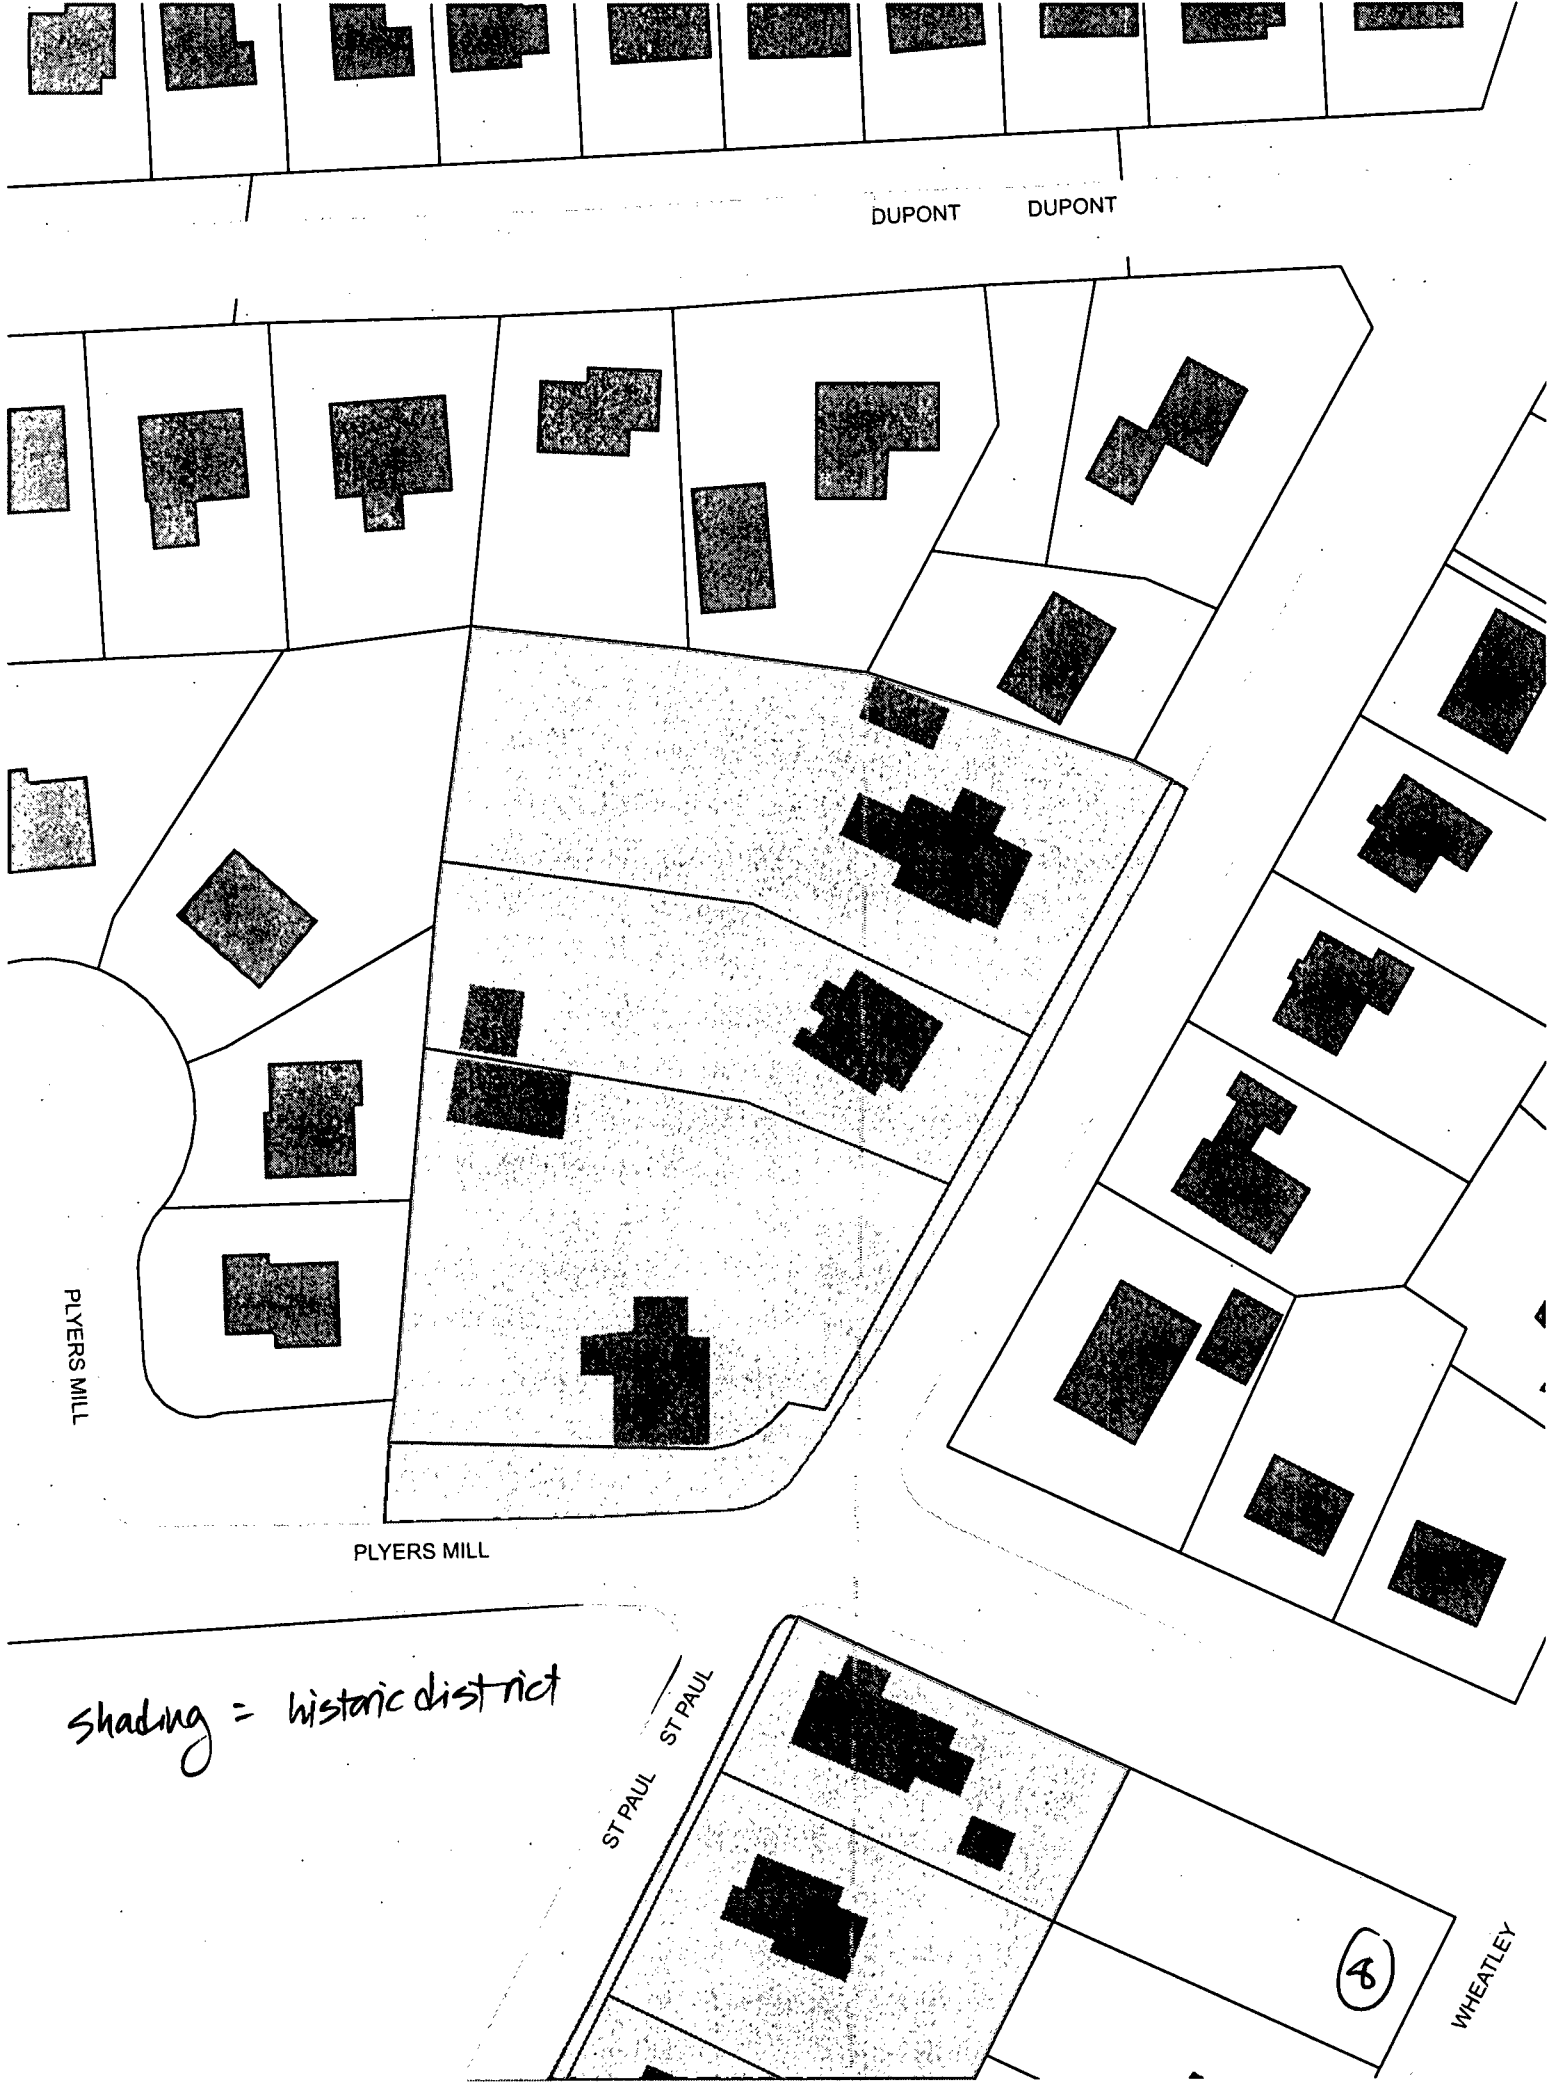 DUPONT DUPONT
PLYERS MILL
PLYERS MILL
shading = historic district
ST PAUL
ST PAUL
8
WHEATLEY